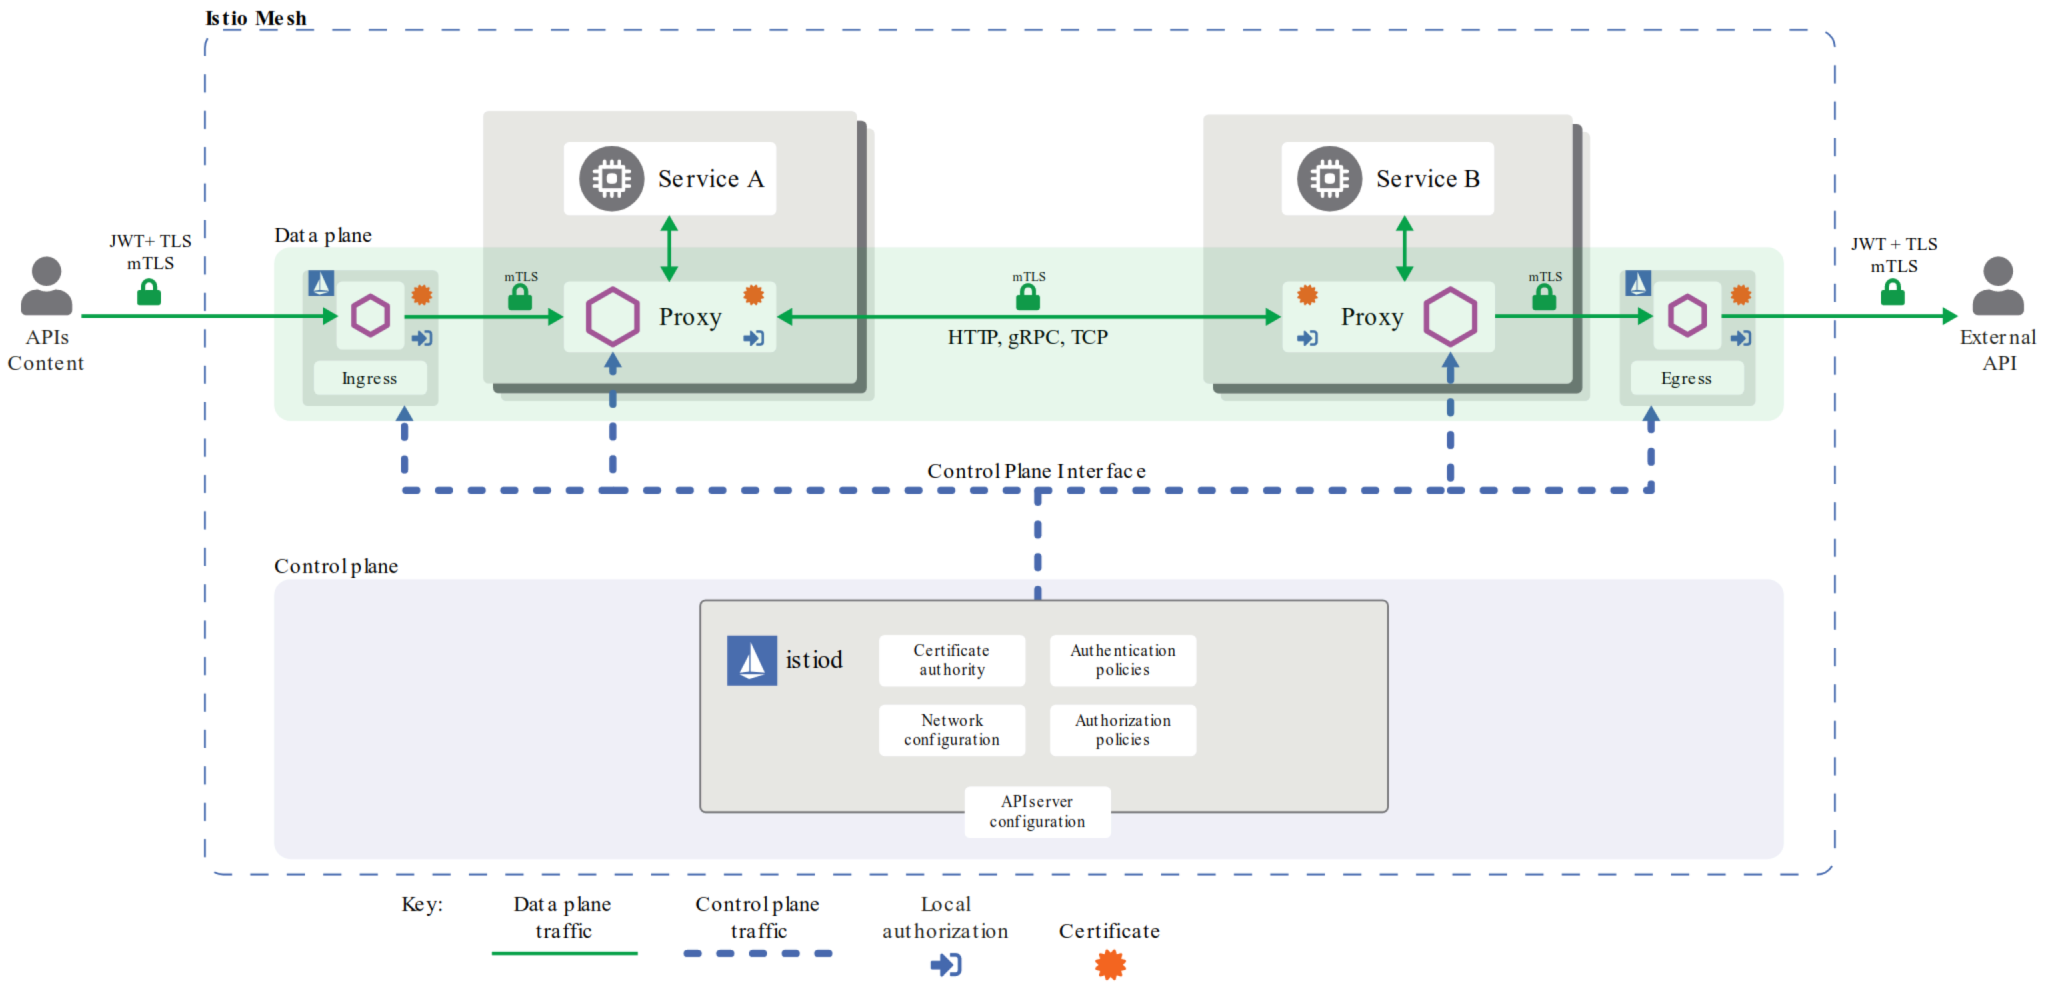 Istio Mesh
Service A
Service B
Data plane
JWT+ TLS
mTLS
JWT + TLS
mTLS
mTLS
mTLS
mTLS
Proxy
Proxy
HTTP, gRPC, TCP
APIs
Content
External
API
Ingress
Egress
Control Plane Interface
Control plane
istiod
Certificate
authority
Authentication
policies
Network
configuration
Authorization
policies
API server
configuration
Key:
Data plane
traffic
Control plane
traffic
Local
authorization
Certificate